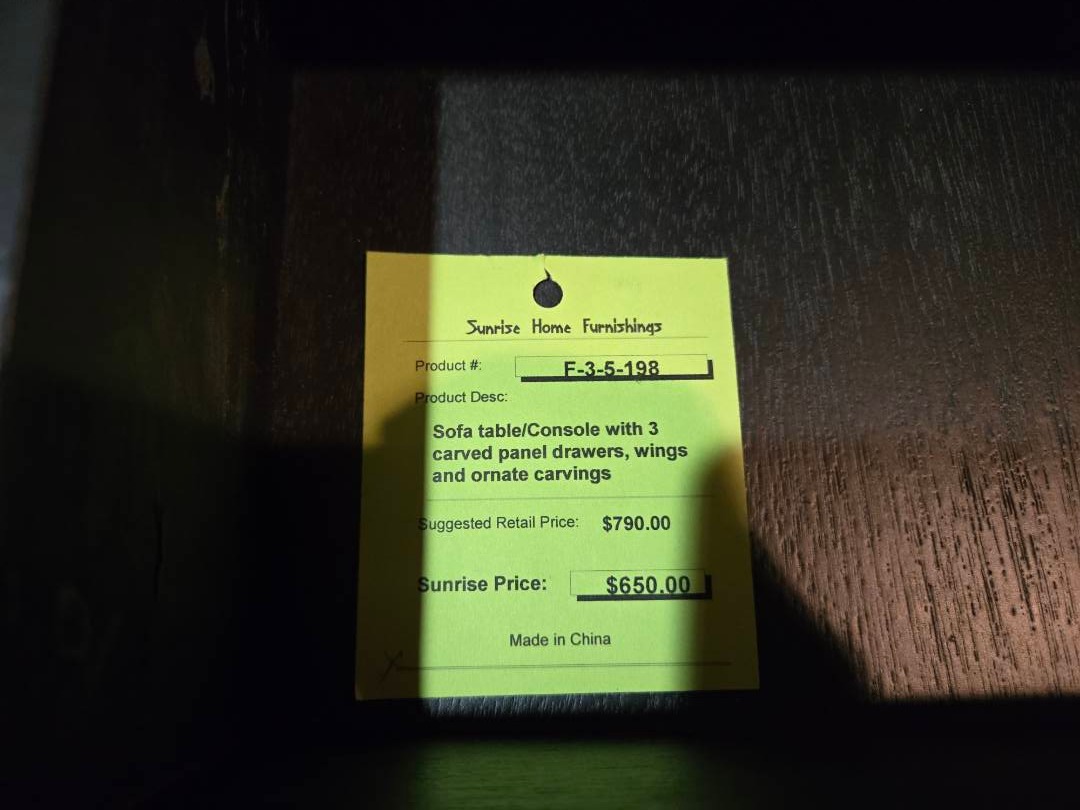 Sunrise Home Furnishings
Product #: F-3-5-198
Product Desc:
Sofa table/Console with 3
carved panel drawers, wings
and ornate carvings
Suggested Retail Price: $790.00
Sunrise Price: $650.00
Made in China